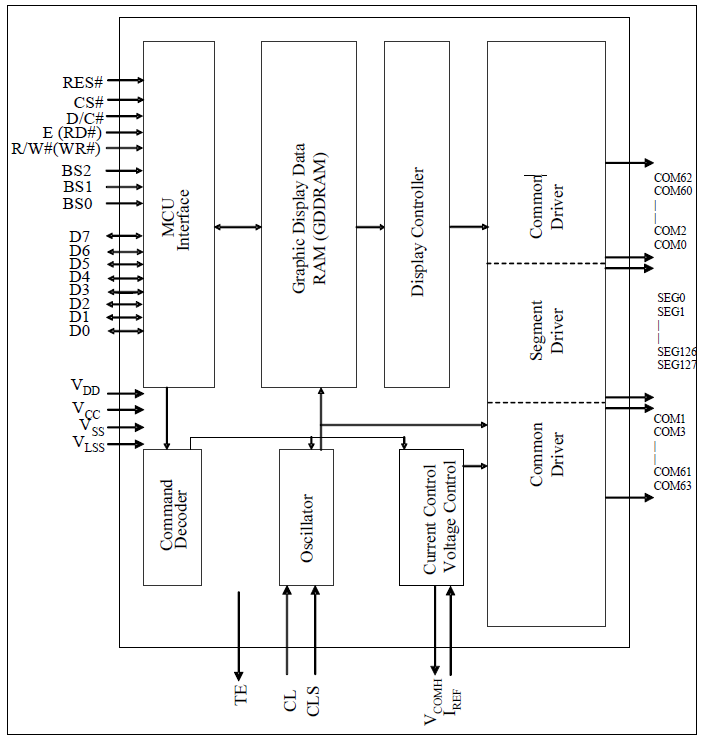 RES#
CS#
D/C#
E (RD#)
R/W#(WR#)
BS2
BS1
BS0
D7
D6
D5
D4
D3
D2
D1
D0
VDD
VCC
VSS
VLSS
MCU
Interface
Graphic Display Data
RAM (GDDRAM)
Display Controller
Common
Driver
Segment
Driver
Common
Driver
COM62
COM60
|
|
COM2
COM0
SEG0
SEG1
|
|
SEG126
SEG127
COM1
COM3
|
|
COM61
COM63
Command
Decoder
Oscillator
Current Control
Voltage Control
TE
CL
CLS
VCOMH
IREF